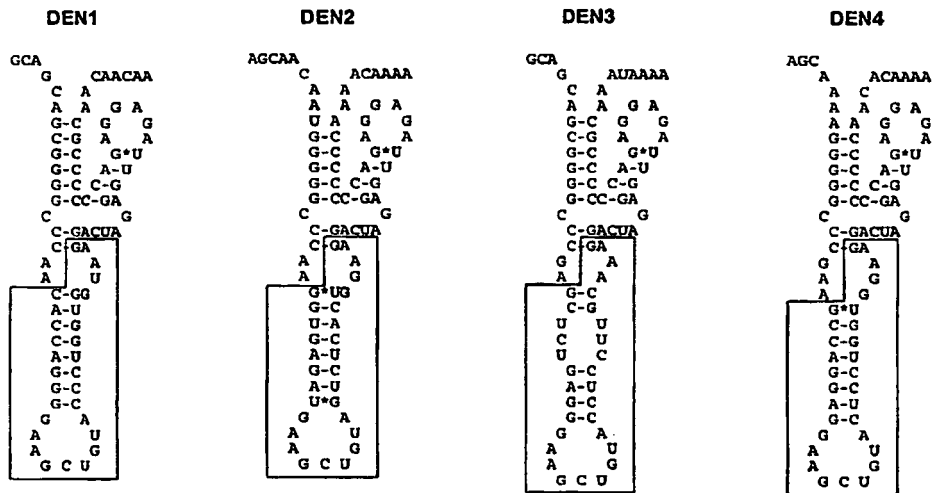 DEN1
GCA
G CAACAA
C A
A A G A
G-C G G
C-G A A
G-C G*U
G-C A-U
G-C C-G
G-CC-GA
C G
C-GACUA
C GA
A A
A U
C-GG
A-U
C-G
C-G
A-U
G-C
G-C
G-C
G A
A U
A G
G C U U
DEN2
AGCAAC
C ACAAAA
A A
A A G A
U-A G G
G-C A A
G-C G*U
G-C A-U
G-C C-G
G-CC-GA
C G
C-GACUA
C GA
A A
A G
G*UG
G-C
U-A
G-C
A-U
G-C
A-U
U*G
G A
A U
A G
G C U
DEN3
GCA
G AUAAAA
C A
A A G A
G-C G G
C-G A A
G-C G*U
G-C A-U
G-C C-G
G-CC-GA
C G
C-GACUA
C GA
G A
A A
G-C
C-G
U U
C U
U C
A-U
G-C
G-C
G A
A U
A G
G C U
DEN4
AGC
A ACAAAA
A C
A A G A
A-A G G
G-C A A
G-C G*U
G-C A-U
G-C C-G
G-CC-GA
C G
C-GACUA
C GA
G A
A G
A G
G*U
C-G
C-G
A-U
G-C
G-C
A-U
G-C
G A
A U
A G
G C U